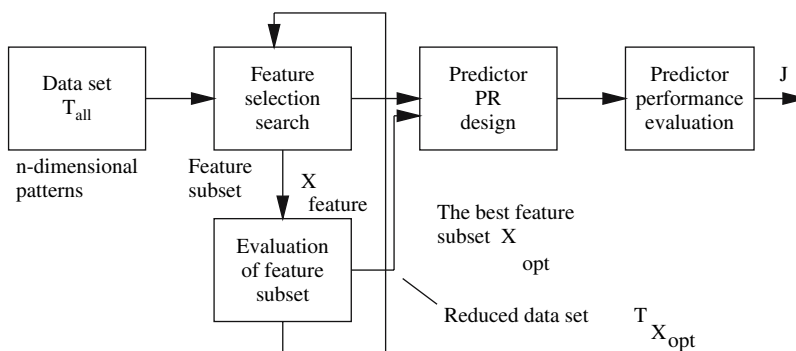 Data set
T_all
Feature
selection
search
Predictor
PR
design
Predictor
performance
evaluation
J
n-dimensional
patterns
Feature
subset
X
feature
Evaluation
of feature
subset
The best feature
subset X
opt
Reduced data set T
X_opt